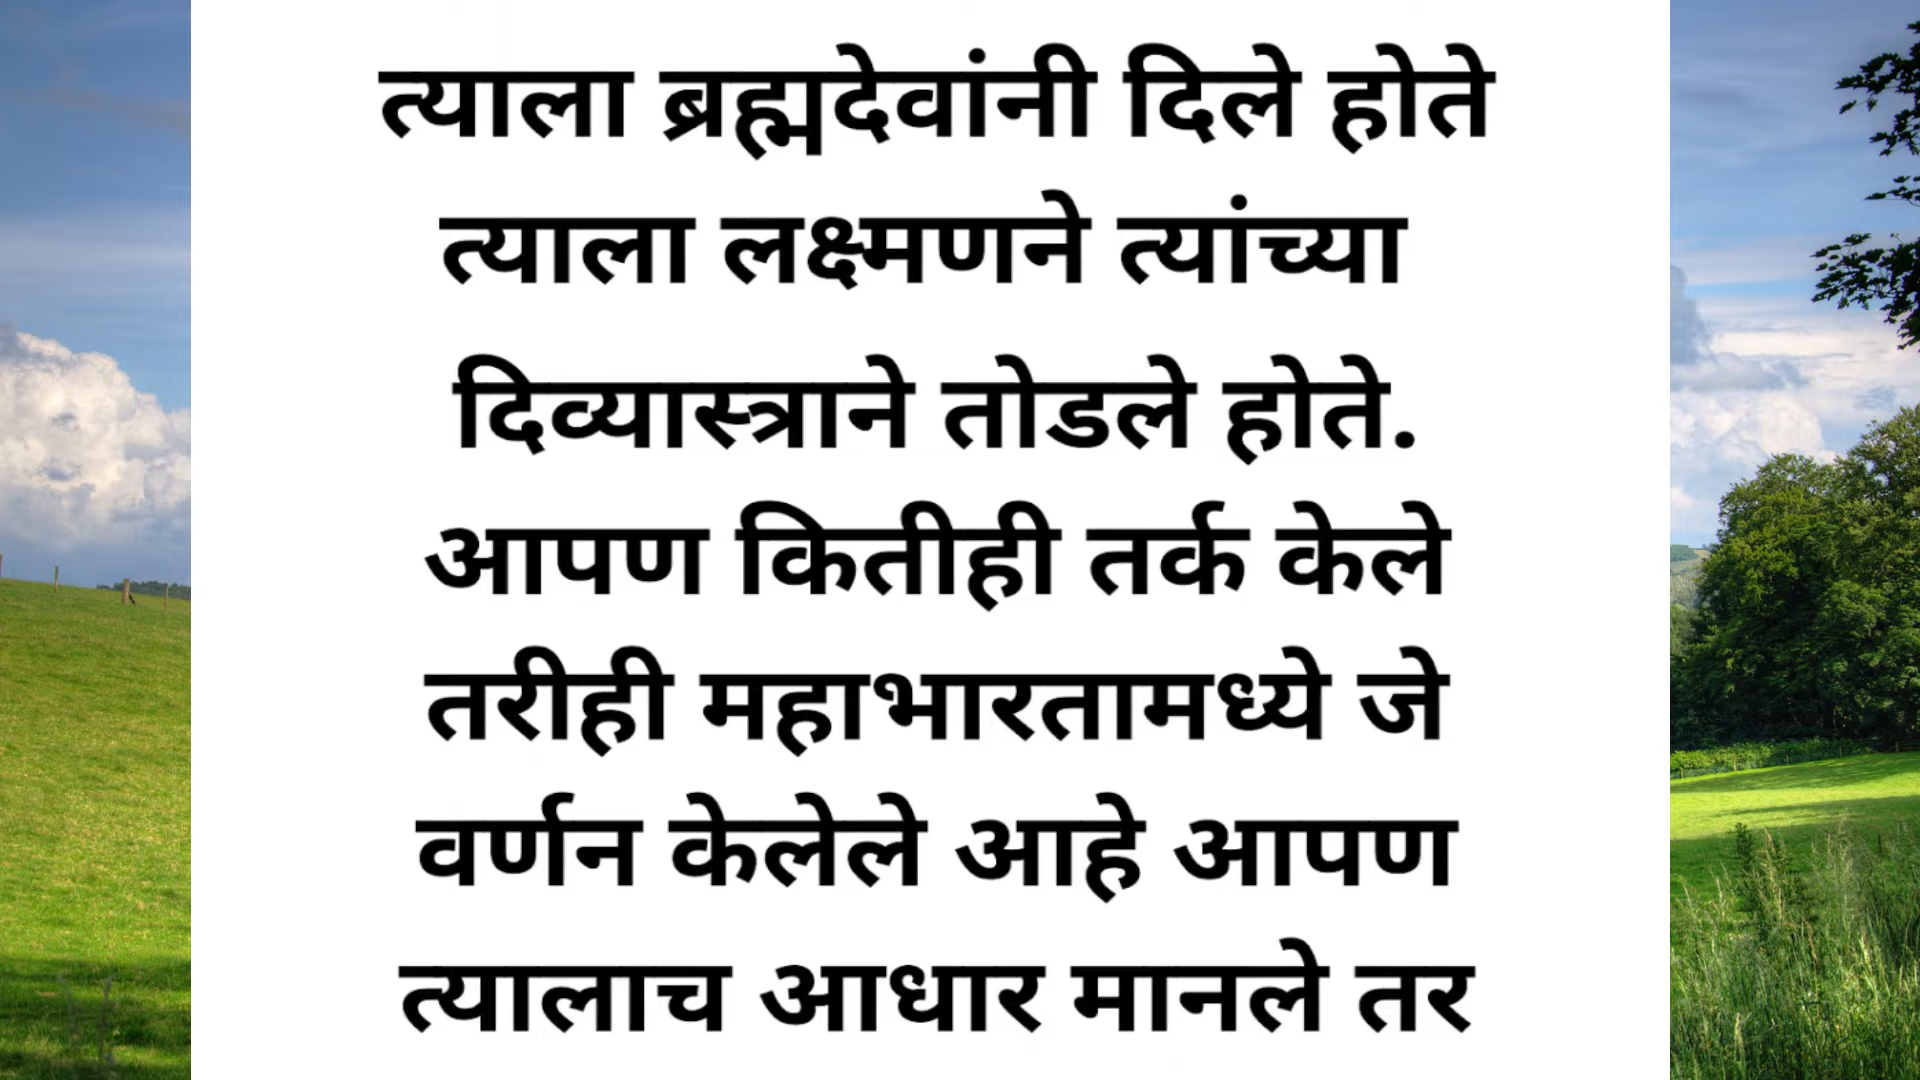 त्याला ब्रह्मदेवांनी दिले होते
त्याला लक्ष्मणने त्यांच्या
दिव्यास्त्राने तोडले होते.
आपण कितीही तर्क केले
तरीही महाभारतामध्ये जे
वर्णन केलेले आहे आपण
त्यालाच आधार मानले तर